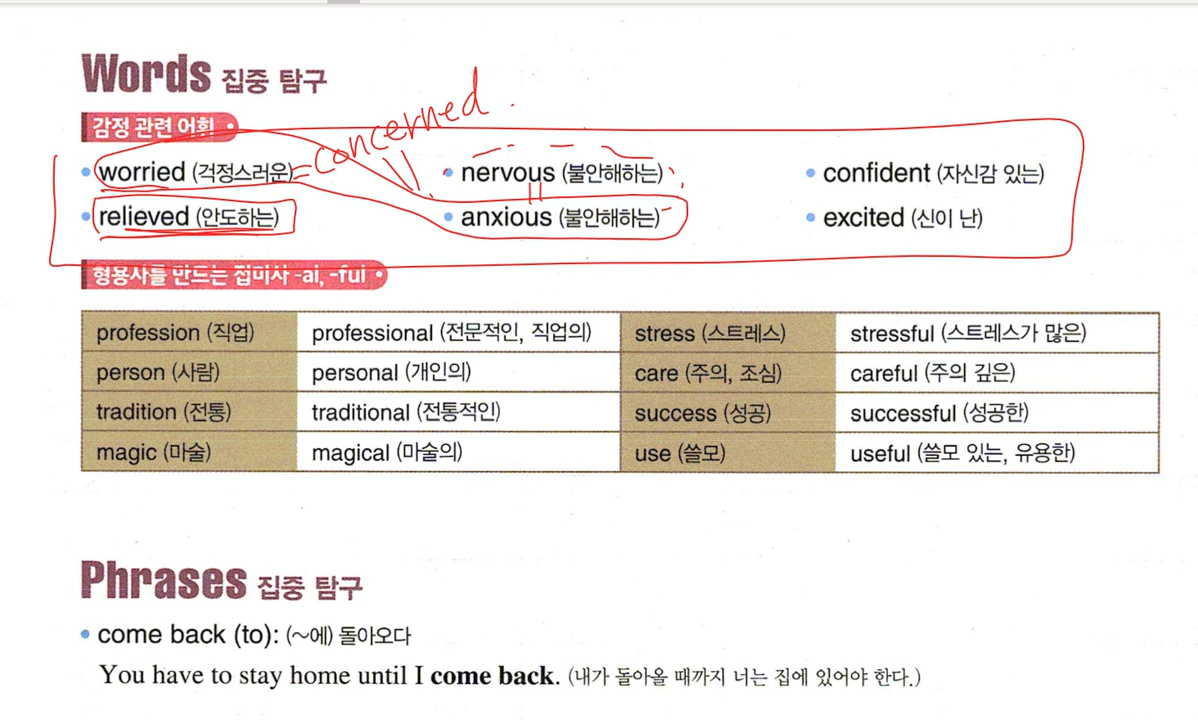 Words 집중 탐구
감정 관련 어휘
= concerned.
• worried (걱정스러운) • nervous (불안해하는) • confident (자신감 있는)
• relieved (안도하는) • anxious (불안해하는) • excited (신이 난)
형용사를 만드는 접미사 -al, -ful
profession (직업) professional (전문적인, 직업의) stress (스트레스) stressful (스트레스가 많은)
person (사람) personal (개인의) care (주의, 조심) careful (주의 깊은)
tradition (전통) traditional (전통적인) success (성공) successful (성공한)
magic (마술) magical (마술의) use (쓸모) useful (쓸모 있는, 유용한)
Phrases 집중 탐구
• come back (to): (~에) 돌아오다
You have to stay home until I come back. (내가 돌아올 때까지 너는 집에 있어야 한다.)